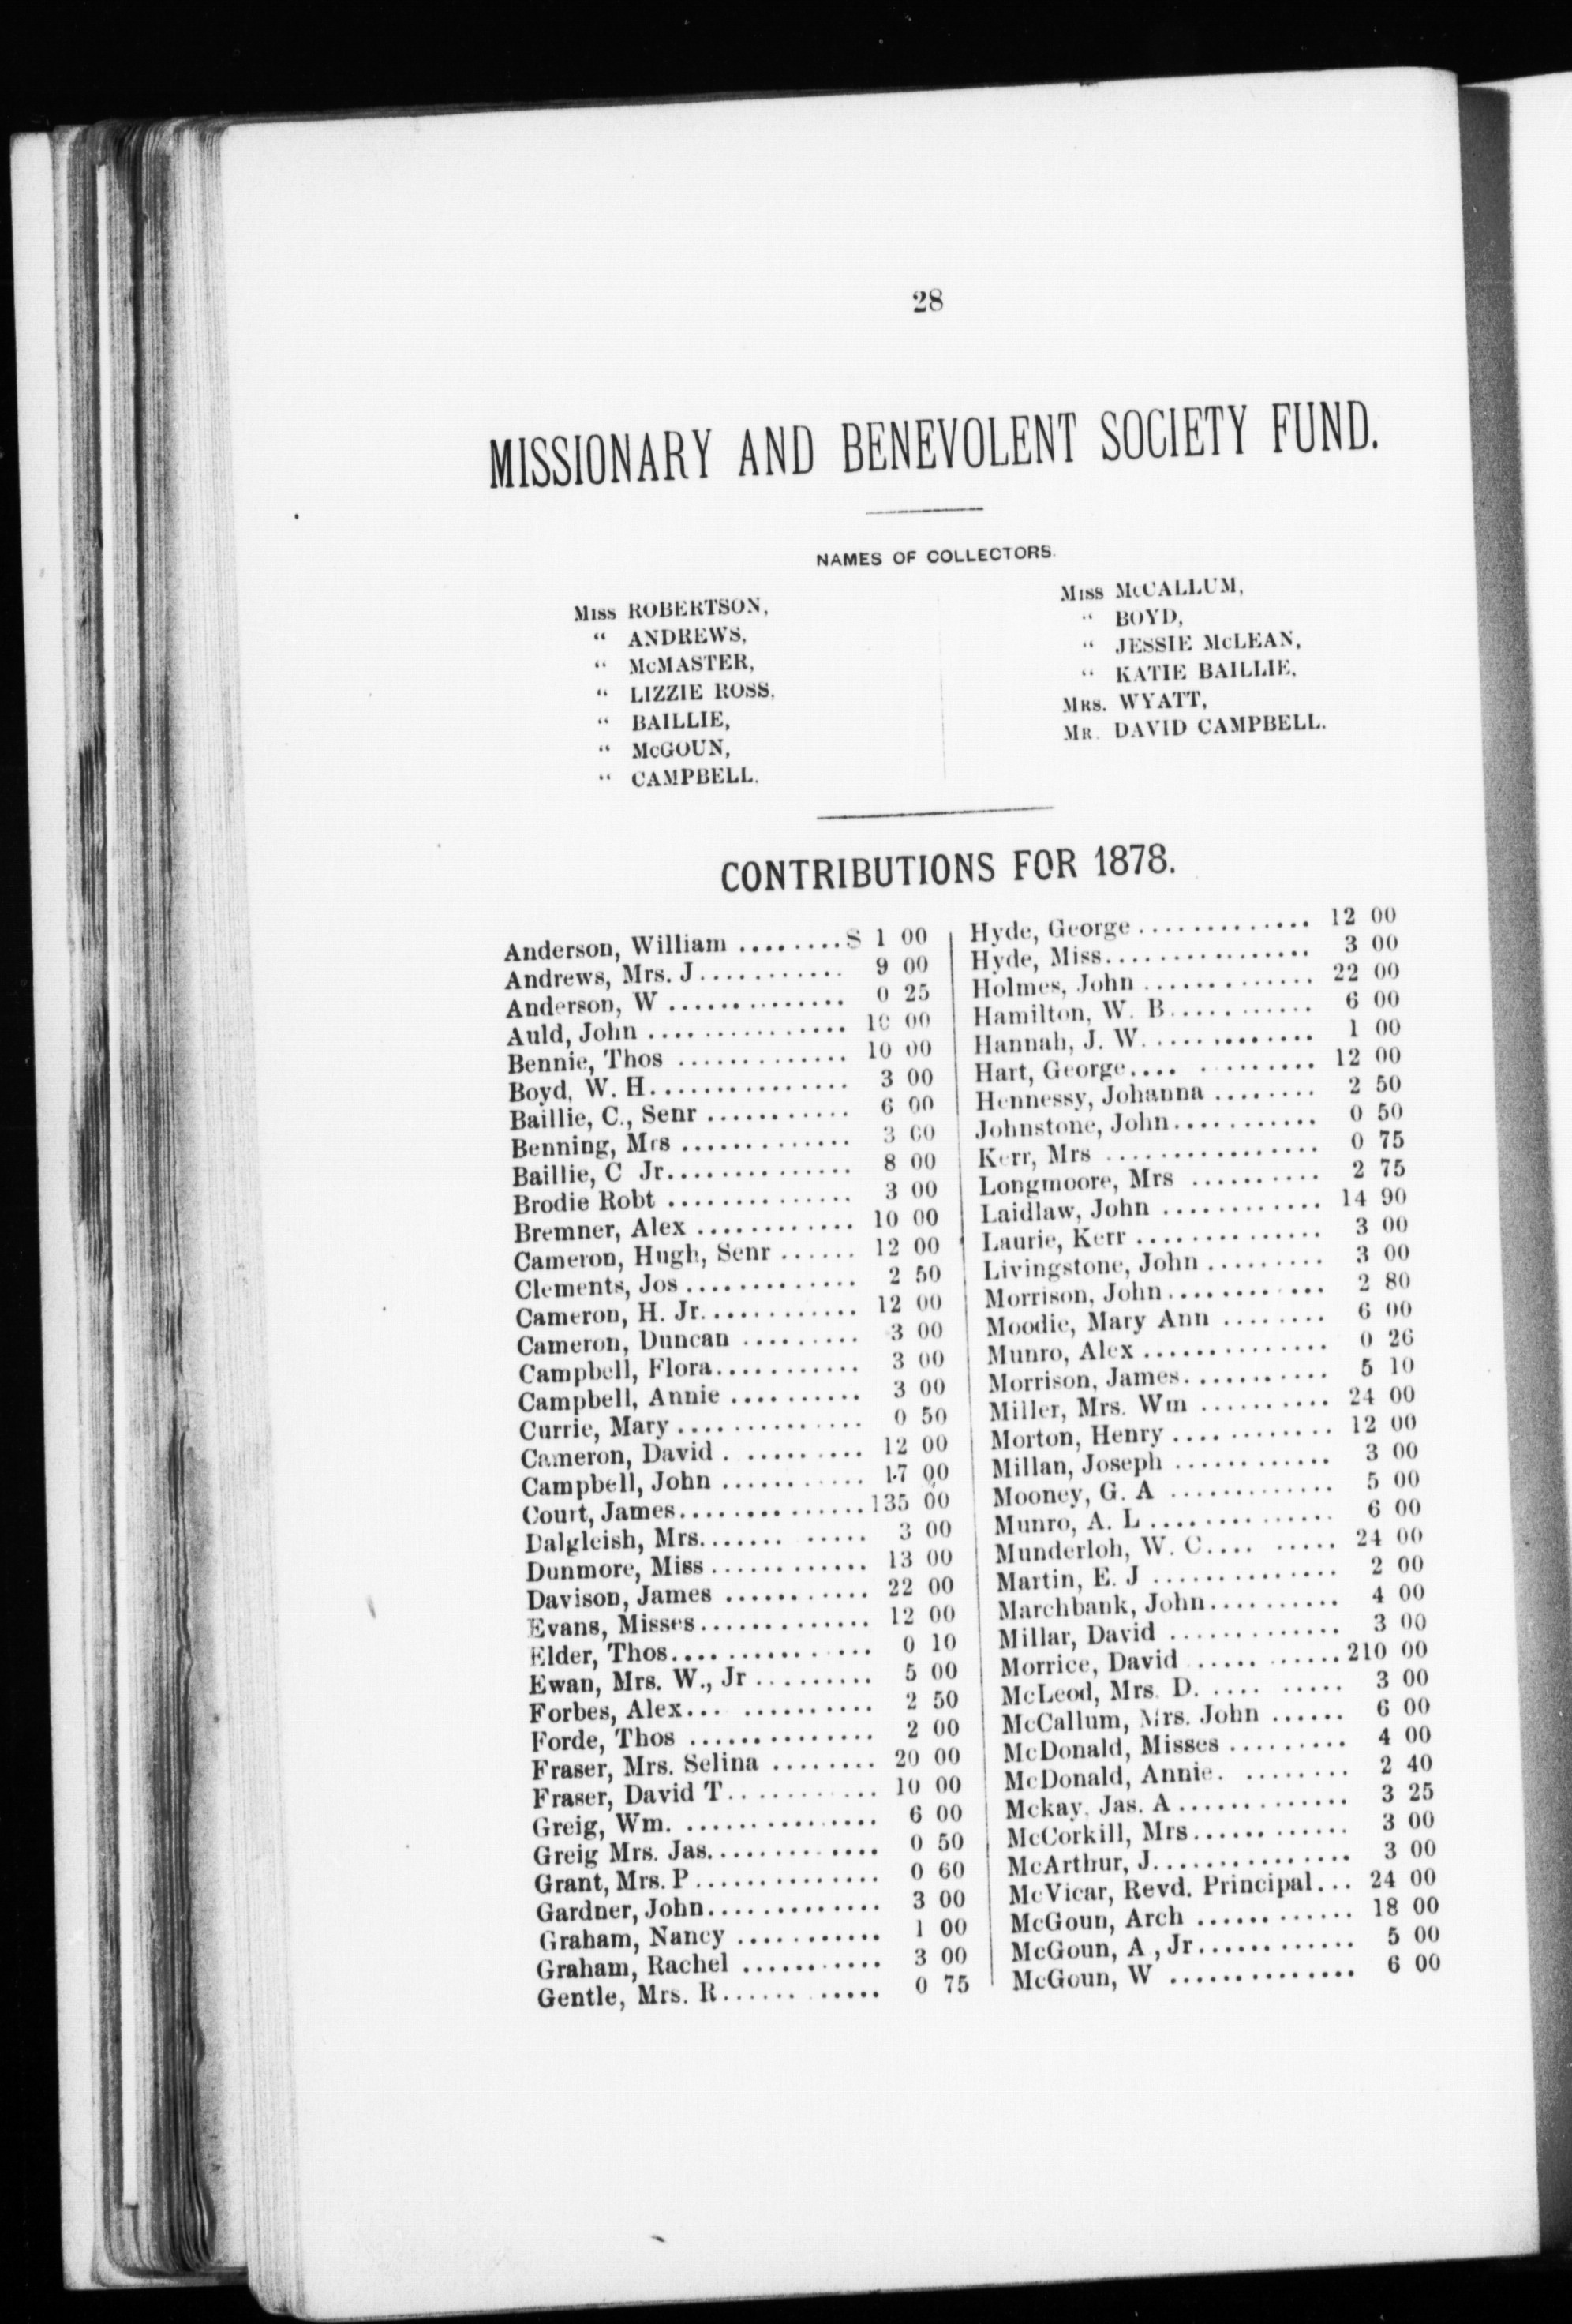 28
MISSIONARY AND BENEVOLENT SOCIETY FUND.
NAMES OF COLLECTORS.
Miss ROBERTSON,
“ ANDREWS,
“ McMASTER,
“ LIZZIE ROSS,
“ BAILLIE,
“ McGOUN,
“ CAMPBELL.
Miss McCALLUM,
“ BOYD,
“ JESSIE McLEAN,
“ KATIE BAILLIE,
Mrs. WYATT,
Mr. DAVID CAMPBELL.
CONTRIBUTIONS FOR 1878.
Anderson, William ........$ 1 00
Andrews, Mrs. J........... 9 00
Anderson, W .............. 0 25
Auld, John ................ 10 00
Bennie, Thos ............. 10 00
Boyd, W. H............... 3 00
Baillie, C., Senr ........... 6 00
Benning, Mrs ............. 3 00
Baillie, C Jr.............. 8 00
Brodie Robt .............. 3 00
Bremner, Alex ............ 10 00
Cameron, Hugh, Senr ...... 12 00
Clements, Jos ............. 2 50
Cameron, H. Jr............ 12 00
Cameron, Duncan ......... 3 00
Campbell, Flora........... 3 00
Campbell, Annie .......... 3 00
Currie, Mary .............. 0 50
Cameron, David .......... 12 00
Campbell, John ........... 17 00
Court, James..............135 00
Dalgleish, Mrs....... ..... 3 00
Dunmore, Miss ............ 13 00
Davison, James ........... 22 00
Evans, Misses............. 12 00
Elder, Thos................ 0 10
Ewan, Mrs. W., Jr ......... 5 00
Forbes, Alex... .......... 2 50
Forde, Thos .............. 2 00
Fraser, Mrs. Selina ........ 20 00
Fraser, David T............ 10 00
Greig, Wm. ............... 6 00
Greig Mrs. Jas............. 0 50
Grant, Mrs. P .............. 0 60
Gardner, John............. 3 00
Graham, Nancy ........... 1 00
Graham, Rachel ........... 3 00
Gentle, Mrs. R...... ..... 0 75
Hyde, George ............. 12 00
Hyde, Miss................ 3 00
Holmes, John ............. 22 00
Hamilton, W. B........... 6 00
Hannah, J. W. ............ 1 00
Hart, George.... ......... 12 00
Hennessy, Johanna ........ 2 50
Johnstone, John........... 0 50
Kerr, Mrs ................ 0 75
Longmoore, Mrs .......... 2 75
Laidlaw, John ............ 14 90
Laurie, Kerr .............. 3 00
Livingstone, John ......... 3 00
Morrison, John............ 2 80
Moodie, Mary Ann ........ 6 00
Munro, Alex .............. 0 26
Morrison, James........... 5 10
Miller, Mrs. Wm .......... 24 00
Morton, Henry ............ 12 00
Millan, Joseph ............ 3 00
Mooney, G. A ............. 5 00
Munro, A. L .............. 6 00
Munderloh, W. C.... ..... 24 00
Martin, E. J .............. 2 00
Marchbank, John.......... 4 00
Millar, David ............. 3 00
Morrice, David ...... ......210 00
McLeod, Mrs. D. .... ..... 3 00
McCallum, Mrs. John ...... 6 00
McDonald, Misses ......... 4 00
McDonald, Annie. ........ 2 40
Mckay, Jas. A ............. 3 25
McCorkill, Mrs............ 3 00
McArthur, J............... 3 00
McVicar, Revd. Principal... 24 00
McGoun, Arch ............ 18 00
McGoun, A , Jr............ 5 00
McGoun, W .............. 6 00